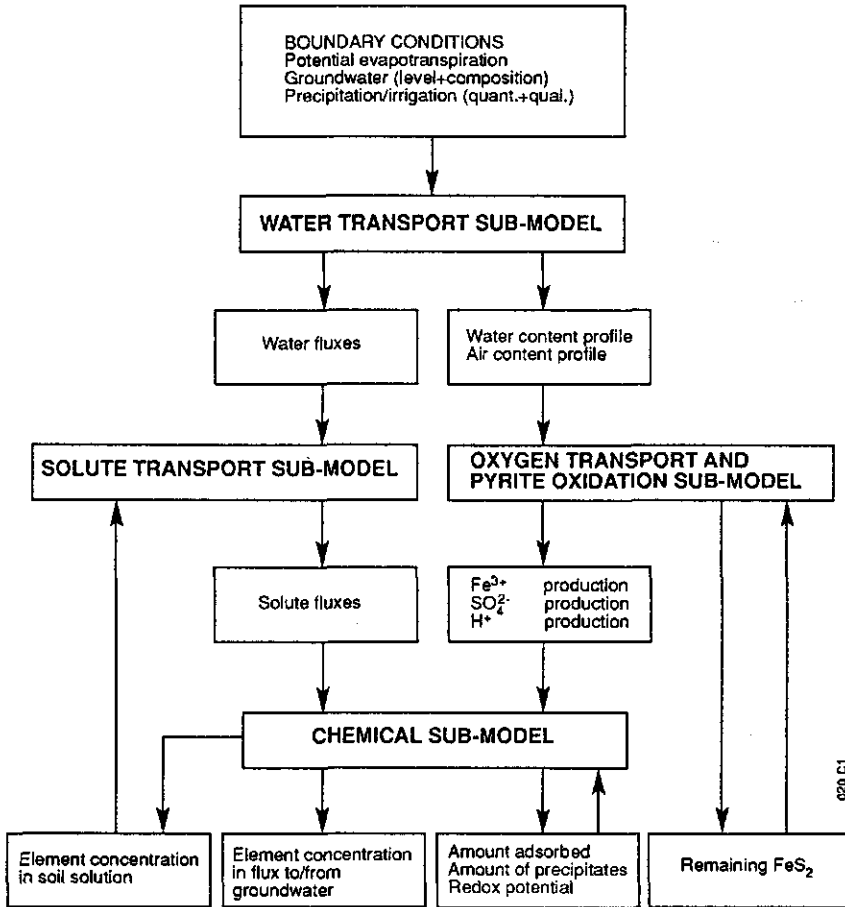 BOUNDARY CONDITIONS
Potential evapotranspiration
Groundwater (level+composition)
Precipitation/irrigation (quant.+qual.)
WATER TRANSPORT SUB-MODEL
Water fluxes
Water content profile
Air content profile
SOLUTE TRANSPORT SUB-MODEL
OXYGEN TRANSPORT AND
PYRITE OXIDATION SUB-MODEL
Solute fluxes
Fe³⁺ production
SO₄²⁻ production
H⁺ production
CHEMICAL SUB-MODEL
Element concentration
in soil solution
Element concentration
in flux to/from
groundwater
Amount adsorbed
Amount of precipitates
Redox potential
Remaining FeS₂